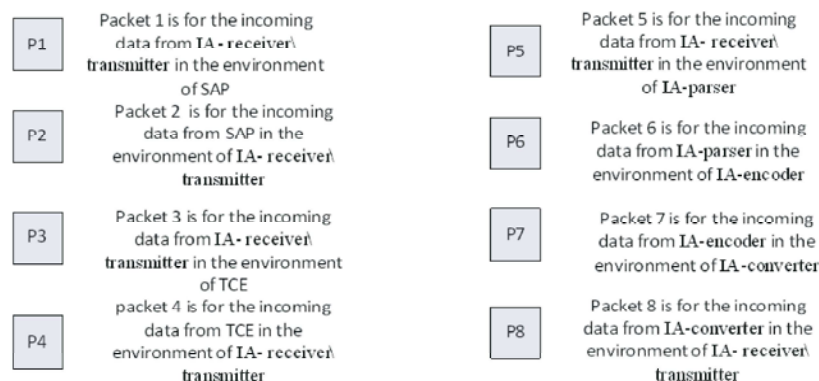 P1
Packet 1 is for the incoming
data from IA- receiver\
transmitter in the environment
of SAP
P2
Packet 2 is for the incoming
data from SAP in the
environment of IA- receiver\
transmitter
P3
Packet 3 is for the incoming
data from IA- receiver\
transmitter in the environment
of TCE
P4
packet 4 is for the incoming
data from TCE in the
environment of IA- receiver\
transmitter
P5
Packet 5 is for the incoming
data from IA- receiver\
transmitter in the environment
of IA-parser
P6
Packet 6 is for the incoming
data from IA-parser in the
environment of IA-encoder
P7
Packet 7 is for the incoming
data from IA-encoder in the
environment of IA-converter
P8
Packet 8 is for the incoming
data from IA-converter in the
environment of IA- receiver\
transmitter